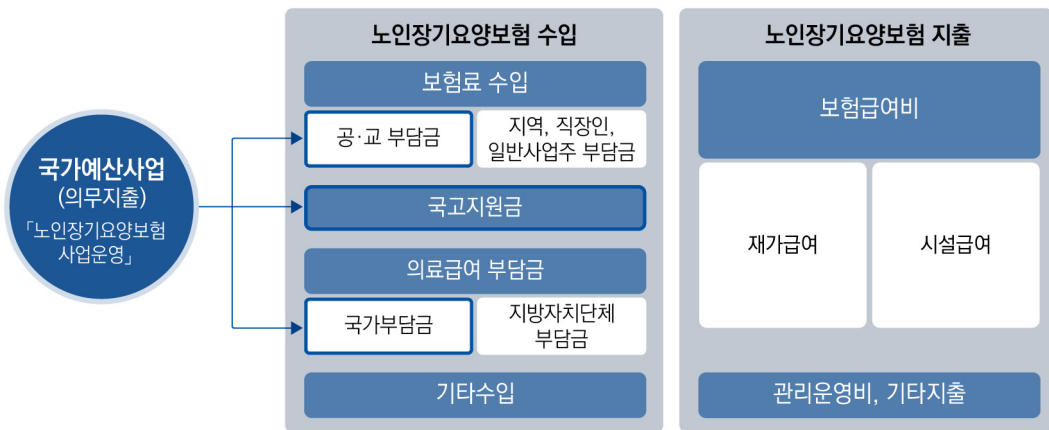 국가예산사업
(의무지출)
「노인장기요양보험
사업운영」
노인장기요양보험 수입
보험료 수입
공·교 부담금
지역, 직장인,
일반사업주 부담금
국고지원금
의료급여 부담금
국가부담금
지방자치단체
부담금
기타수입
노인장기요양보험 지출
보험급여비
재가급여
시설급여
관리운영비, 기타지출